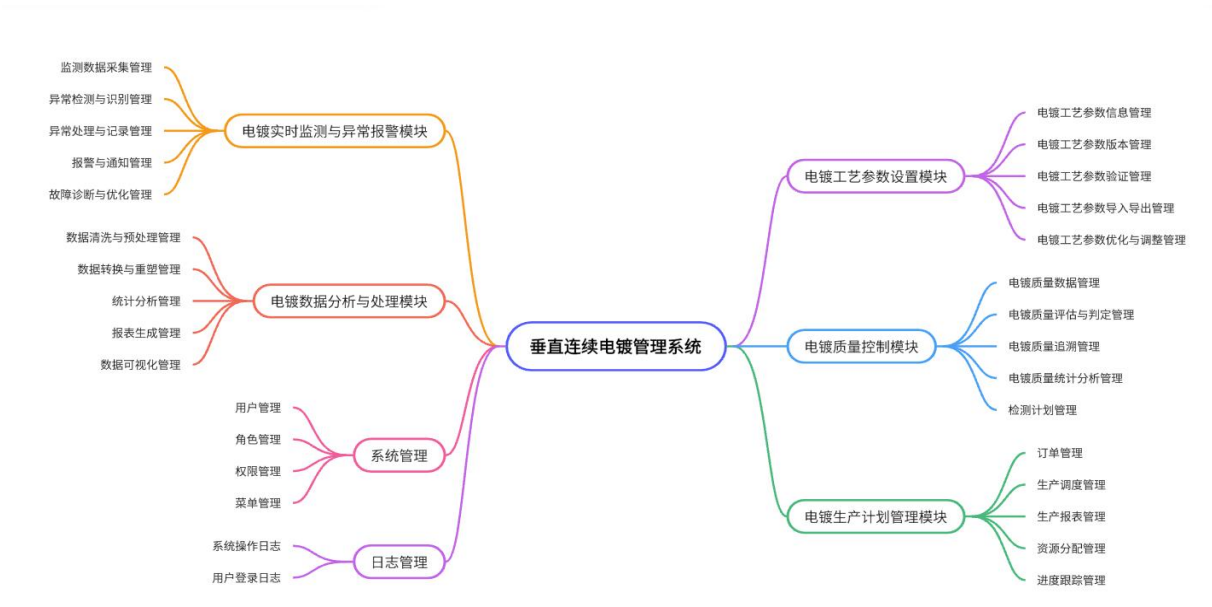 垂直连续电镀管理系统
电镀工艺参数设置模块
电镀工艺参数信息管理
电镀工艺参数版本管理
电镀工艺参数验证管理
电镀工艺参数导入导出管理
电镀工艺参数优化与调整管理
电镀质量控制模块
电镀质量数据管理
电镀质量评估与判定管理
电镀质量追溯管理
电镀质量统计分析管理
检测计划管理
电镀生产计划管理模块
订单管理
生产调度管理
生产报表管理
资源分配管理
进度跟踪管理
电镀实时监测与异常报警模块
监测数据采集管理
异常检测与识别管理
异常处理与记录管理
报警与通知管理
故障诊断与优化管理
电镀数据分析与处理模块
数据清洗与预处理管理
数据转换与重塑管理
统计分析管理
报表生成管理
数据可视化管理
系统管理
用户管理
角色管理
权限管理
菜单管理
日志管理
系统操作日志
用户登录日志